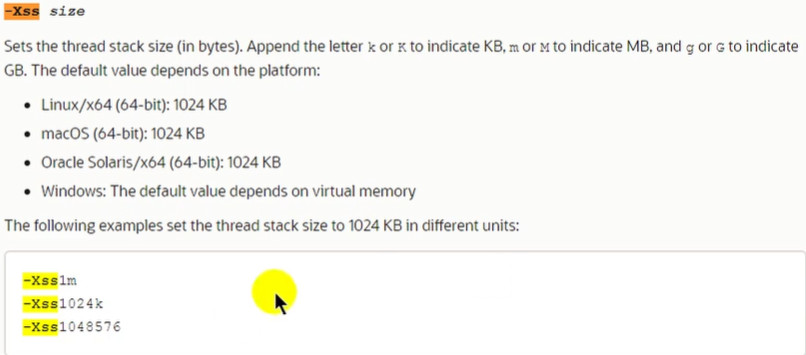 -Xss size
Sets the thread stack size (in bytes). Append the letter k or K to indicate KB, m or M to indicate MB, and g or G to indicate
GB. The default value depends on the platform:
• Linux/x64 (64-bit): 1024 KB
• macOS (64-bit): 1024 KB
• Oracle Solaris/x64 (64-bit): 1024 KB
• Windows: The default value depends on virtual memory
The following examples set the thread stack size to 1024 KB in different units:
-Xss1m
-Xss1024k
-Xss1048576